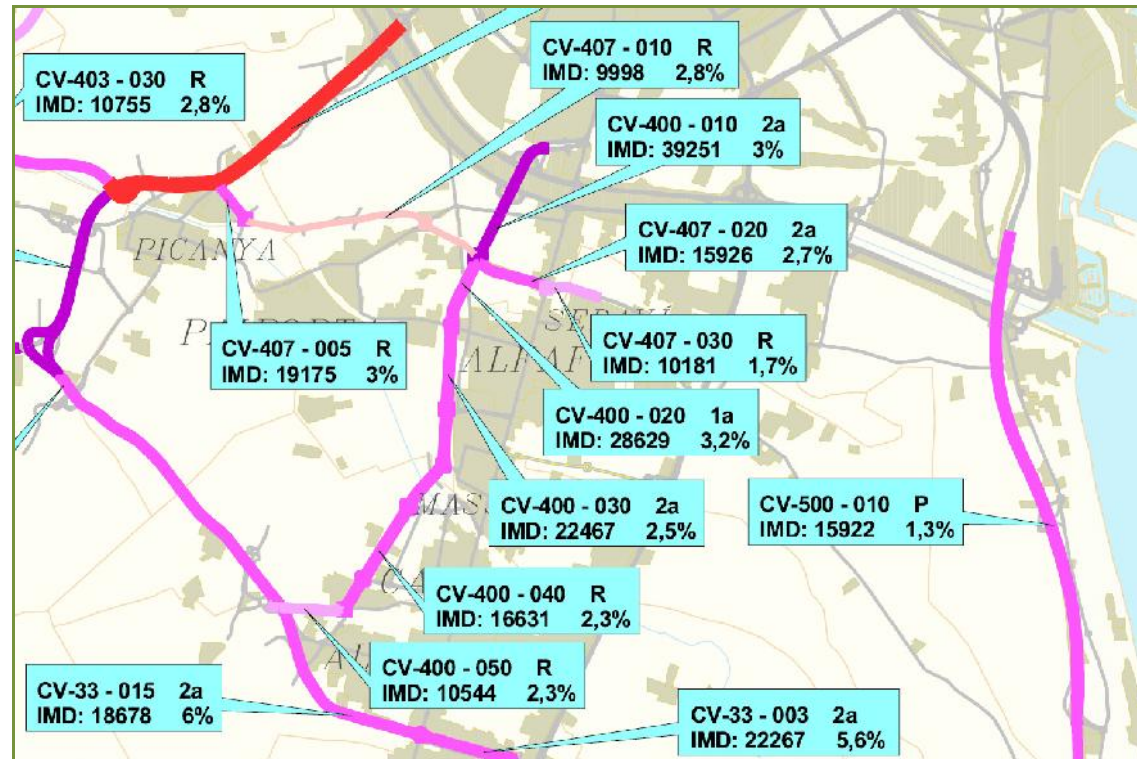 CV-403 - 030 R
IMD: 10755 2,8%
CV-407 - 010 R
IMD: 9998 2,8%
CV-400 - 010 2a
IMD: 39251 3%
CV-407 - 020 2a
IMD: 15926 2,7%
PICANYA
CV-407 - 005 R
IMD: 19175 3%
CV-407 - 030 R
IMD: 10181 1,7%
CV-400 - 020 1a
IMD: 28629 3,2%
CV-400 - 030 2a
IMD: 22467 2,5%
CV-500 - 010 P
IMD: 15922 1,3%
CV-400 - 040 R
IMD: 16631 2,3%
CV-400 - 050 R
IMD: 10544 2,3%
CV-33 - 015 2a
IMD: 18678 6%
CV-33 - 003 2a
IMD: 22267 5,6%